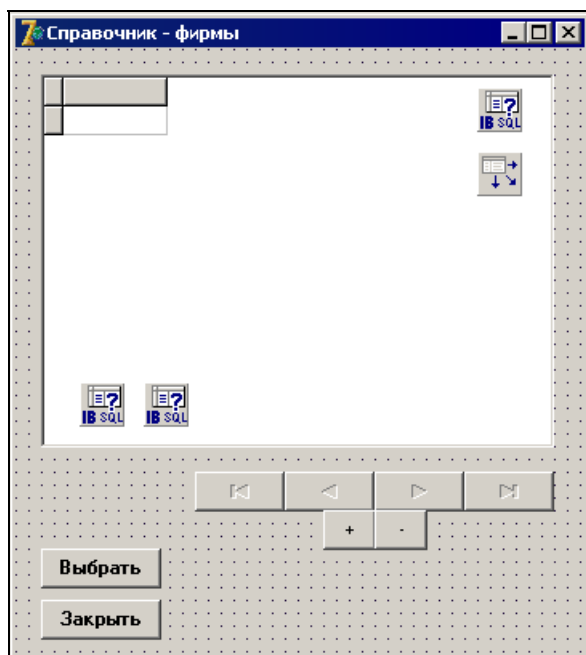 Справочник - фирмы
IB SQL
IB SQL
IB SQL
+ -
Выбрать
Закрыть